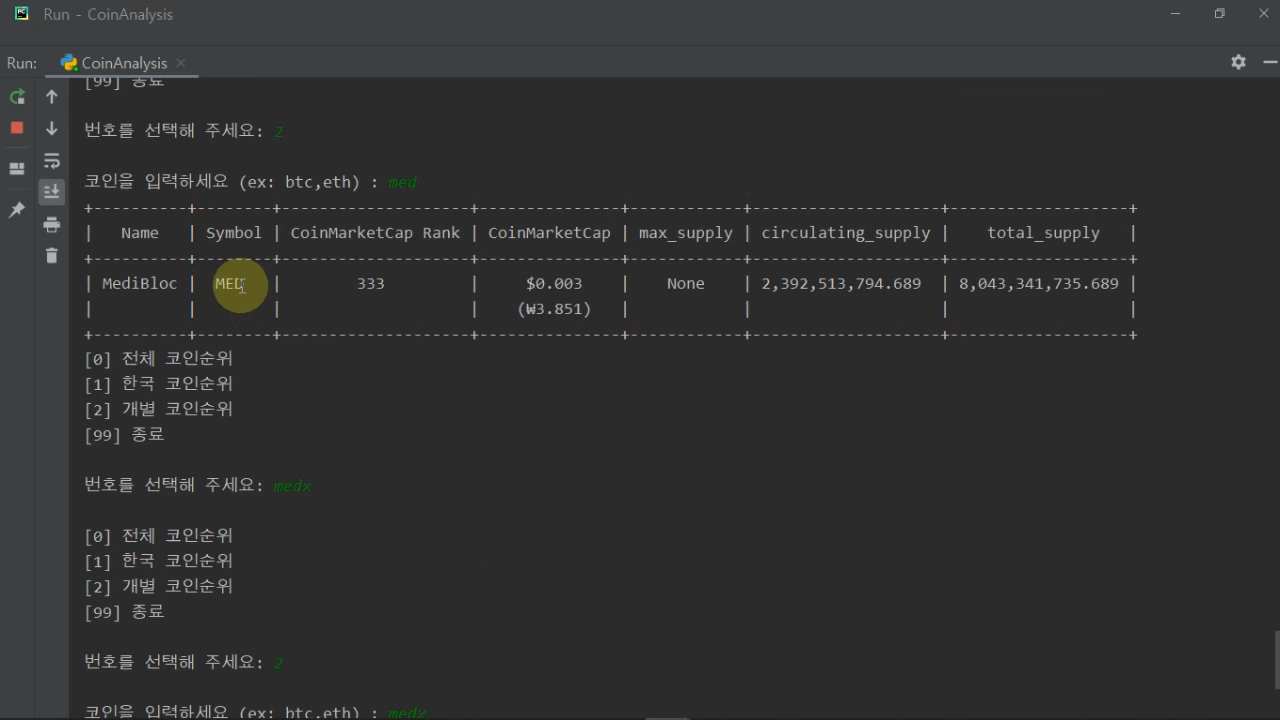 Run - CoinAnalysis
Run: CoinAnalysis
[99] 종료
번호를 선택해 주세요: 2
코인을 입력하세요 (ex: btc,eth) : med
+----------+--------+--------------------+---------------+------------+--------------------+-------------------+
| Name | Symbol | CoinMarketCap Rank | CoinMarketCap | max_supply | circulating_supply | total_supply |
+----------+--------+--------------------+---------------+------------+--------------------+-------------------+
| MediBloc | MED | 333 | $0.003 | None | 2,392,513,794.689 | 8,043,341,735.689 |
| | | | (₩3.851) | | | |
+----------+--------+--------------------+---------------+------------+--------------------+-------------------+
[0] 전체 코인순위
[1] 한국 코인순위
[2] 개별 코인순위
[99] 종료
번호를 선택해 주세요: medx
[0] 전체 코인순위
[1] 한국 코인순위
[2] 개별 코인순위
[99] 종료
번호를 선택해 주세요: 2
코인을 입력하세요 (ex: btc,eth) : medx